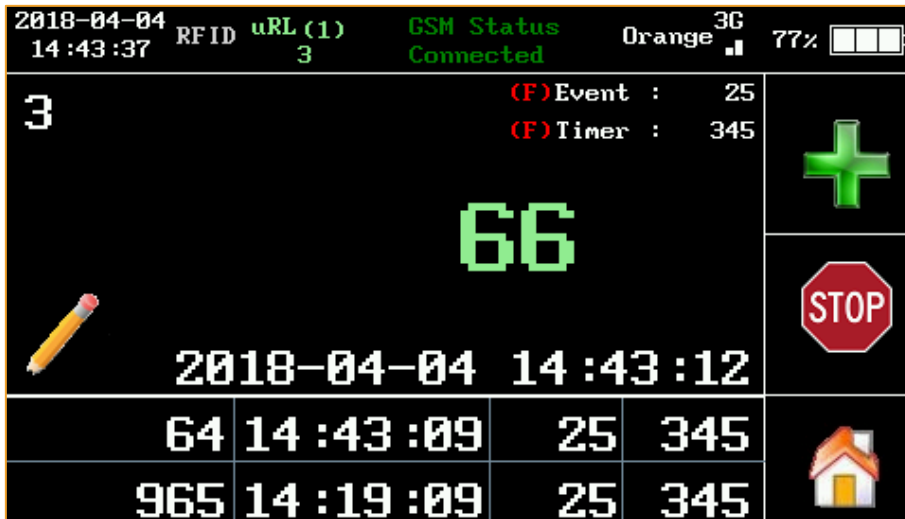 2018-04-04 RFID uRL(1) GSM Status Orange 3G 77%
14:43:37 3 Connected
3 (F)Event : 25
(F)Timer : 345
66
STOP
2018-04-04 14:43:12
64 14:43:09 25 345
965 14:19:09 25 345